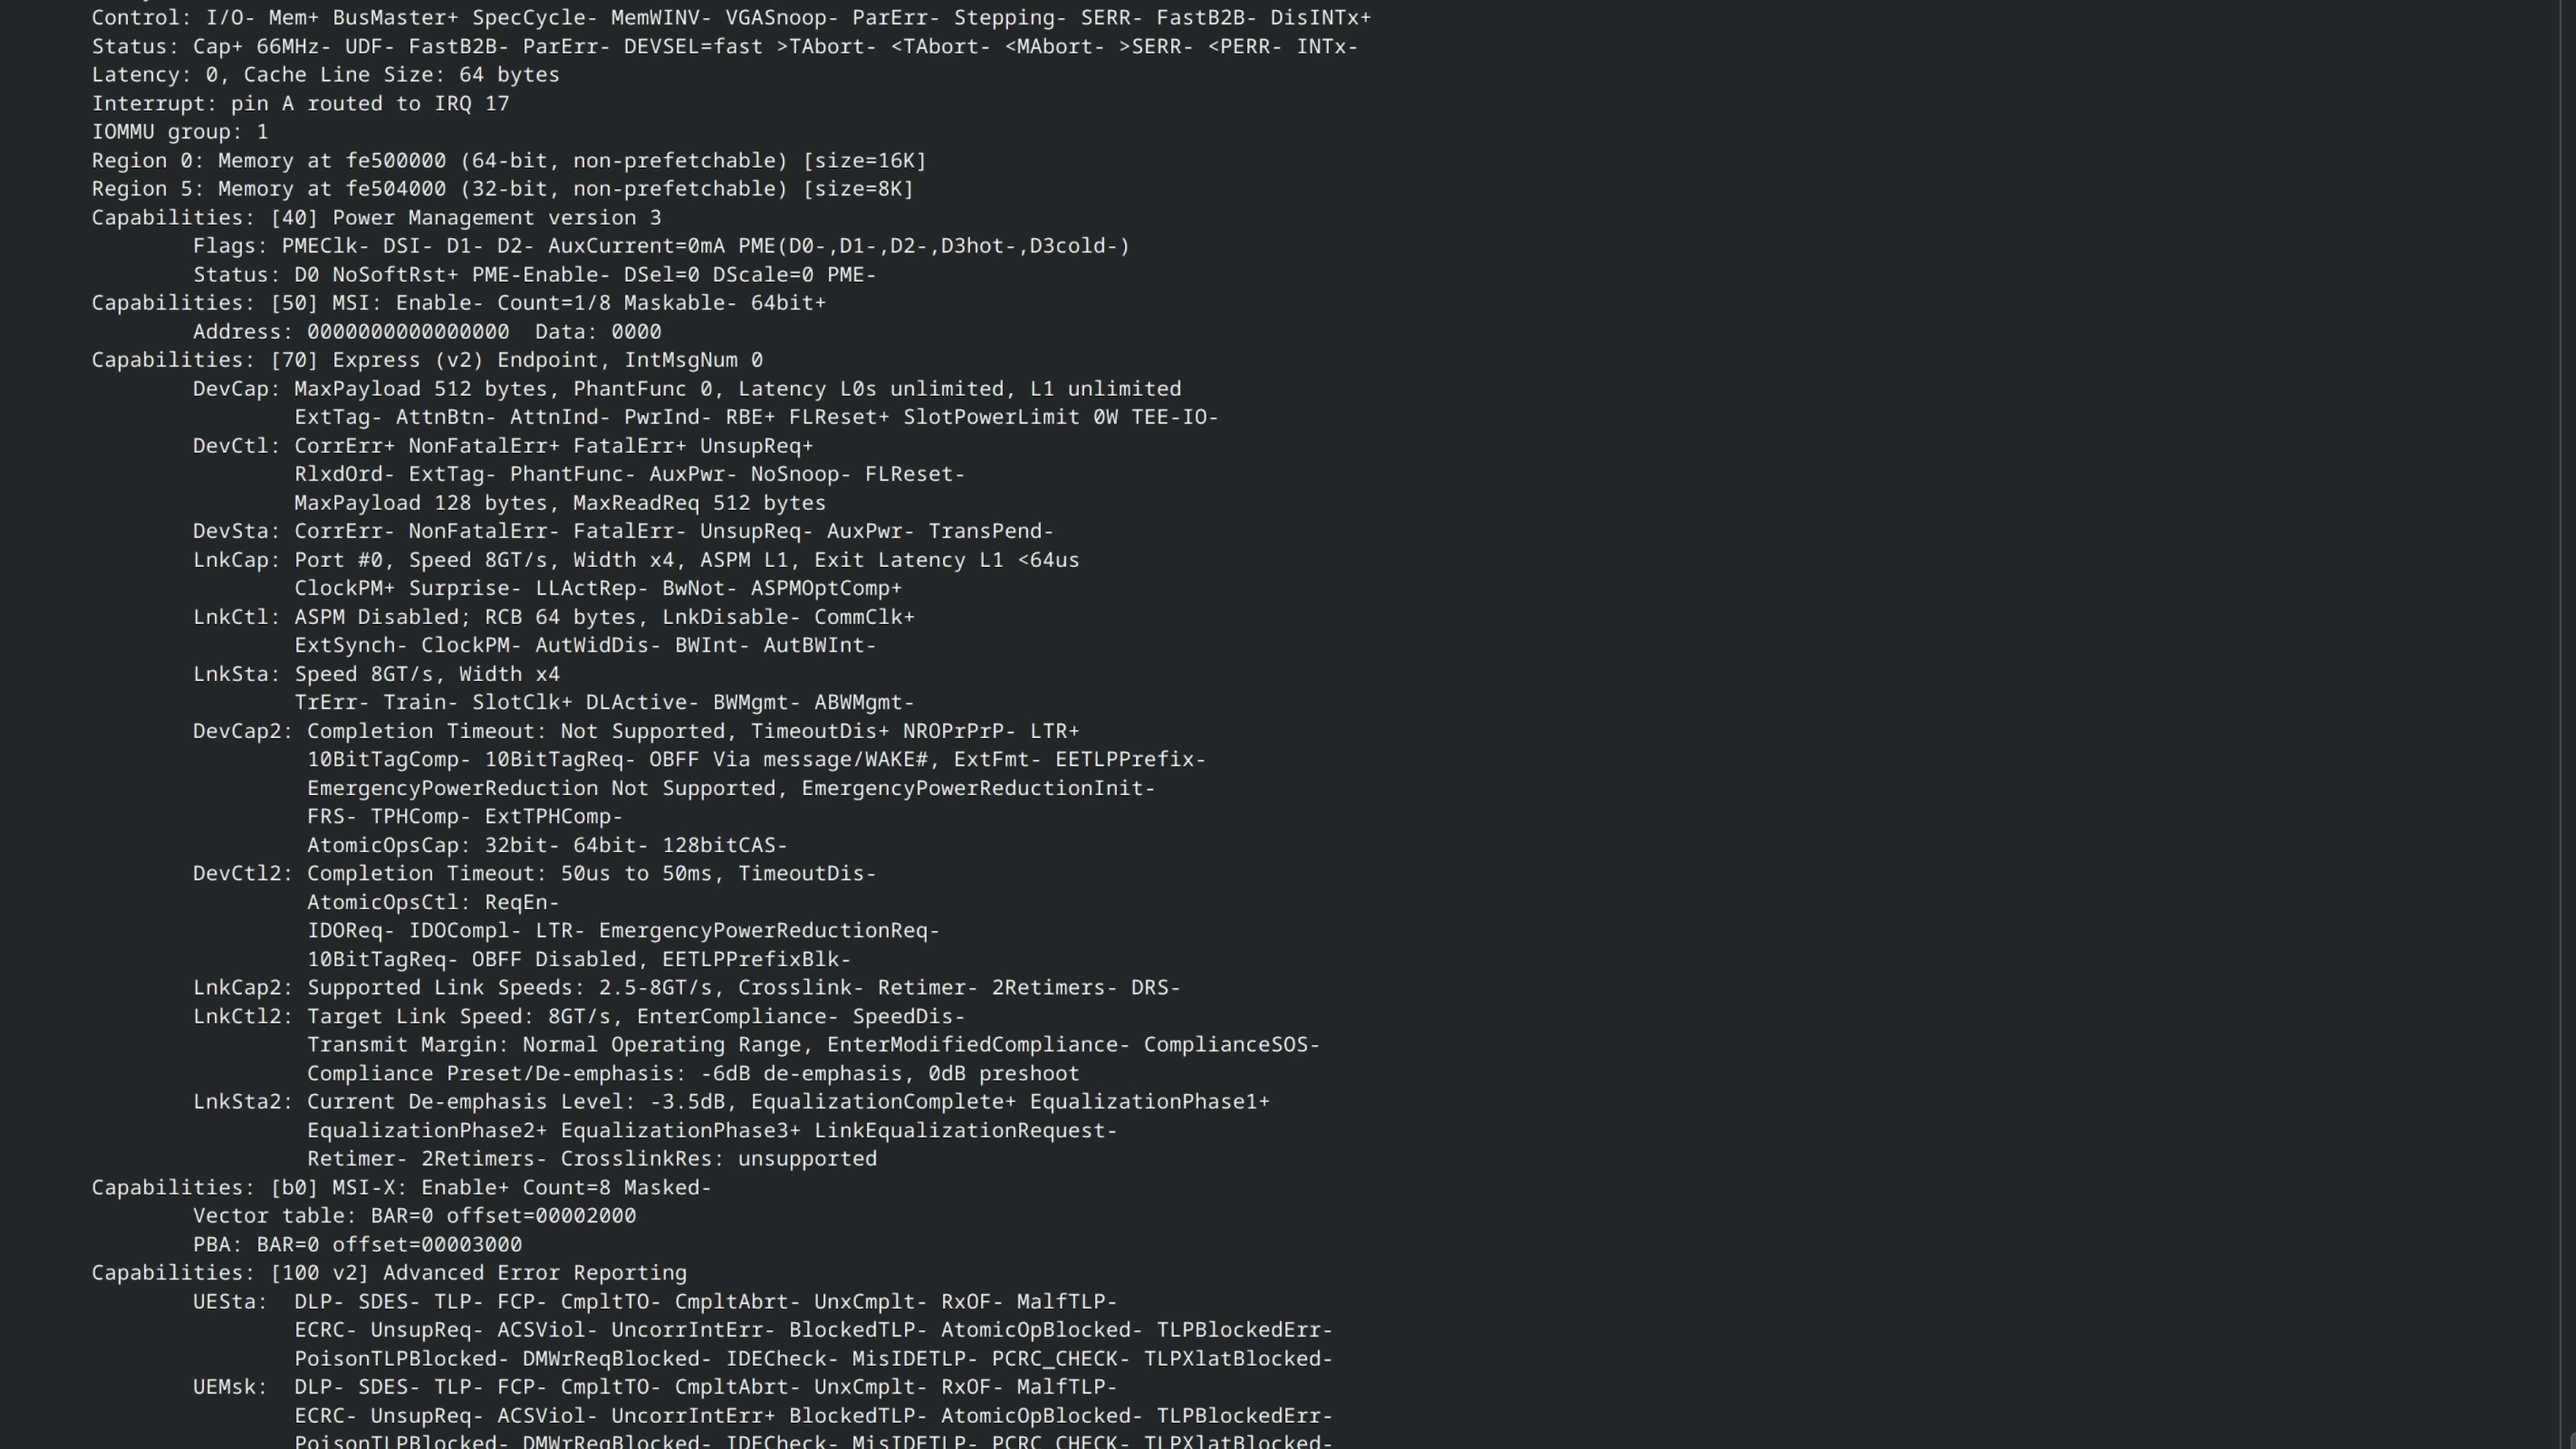 Control: I/O- Mem+ BusMaster+ SpecCycle- MemWINV- VGASnoop- ParErr- Stepping- SERR- FastB2B- DisINTx+
Status: Cap+ 66MHz- UDF- FastB2B- ParErr- DEVSEL=fast >TAbort- <TAbort- <MAbort- >SERR- <PERR- INTx-
Latency: 0, Cache Line Size: 64 bytes
Interrupt: pin A routed to IRQ 17
IOMMU group: 1
Region 0: Memory at fe500000 (64-bit, non-prefetchable) [size=16K]
Region 5: Memory at fe504000 (32-bit, non-prefetchable) [size=8K]
Capabilities: [40] Power Management version 3
Flags: PMEClk- DSI- D1- D2- AuxCurrent=0mA PME(D0-,D1-,D2-,D3hot-,D3cold-)
Status: D0 NoSoftRst+ PME-Enable- DSel=0 DScale=0 PME-
Capabilities: [50] MSI: Enable- Count=1/8 Maskable- 64bit+
Address: 0000000000000000  Data: 0000
Capabilities: [70] Express (v2) Endpoint, IntMsgNum 0
DevCap: MaxPayload 512 bytes, PhantFunc 0, Latency L0s unlimited, L1 unlimited
ExtTag- AttnBtn- AttnInd- PwrInd- RBE+ FLReset+ SlotPowerLimit 0W TEE-IO-
DevCtl: CorrErr+ NonFatalErr+ FatalErr+ UnsupReq+
RlxdOrd- ExtTag- PhantFunc- AuxPwr- NoSnoop- FLReset-
MaxPayload 128 bytes, MaxReadReq 512 bytes
DevSta: CorrErr- NonFatalErr- FatalErr- UnsupReq- AuxPwr- TransPend-
LnkCap: Port #0, Speed 8GT/s, Width x4, ASPM L1, Exit Latency L1 <64us
ClockPM+ Surprise- LLActRep- BwNot- ASPMOptComp+
LnkCtl: ASPM Disabled; RCB 64 bytes, LnkDisable- CommClk+
ExtSynch- ClockPM- AutWidDis- BWInt- AutBWInt-
LnkSta: Speed 8GT/s, Width x4
TrErr- Train- SlotClk+ DLActive- BWMgmt- ABWMgmt-
DevCap2: Completion Timeout: Not Supported, TimeoutDis+ NROPrPrP- LTR+
10BitTagComp- 10BitTagReq- OBFF Via message/WAKE#, ExtFmt- EETLPPrefix-
EmergencyPowerReduction Not Supported, EmergencyPowerReductionInit-
FRS- TPHComp- ExtTPHComp-
AtomicOpsCap: 32bit- 64bit- 128bitCAS-
DevCtl2: Completion Timeout: 50us to 50ms, TimeoutDis-
AtomicOpsCtl: ReqEn-
IDOReq- IDOCompl- LTR- EmergencyPowerReductionReq-
10BitTagReq- OBFF Disabled, EETLPPrefixBlk-
LnkCap2: Supported Link Speeds: 2.5-8GT/s, Crosslink- Retimer- 2Retimers- DRS-
LnkCtl2: Target Link Speed: 8GT/s, EnterCompliance- SpeedDis-
Transmit Margin: Normal Operating Range, EnterModifiedCompliance- ComplianceSOS-
Compliance Preset/De-emphasis: -6dB de-emphasis, 0dB preshoot
LnkSta2: Current De-emphasis Level: -3.5dB, EqualizationComplete+ EqualizationPhase1+
EqualizationPhase2+ EqualizationPhase3+ LinkEqualizationRequest-
Retimer- 2Retimers- CrosslinkRes: unsupported
Capabilities: [b0] MSI-X: Enable+ Count=8 Masked-
Vector table: BAR=0 offset=00002000
PBA: BAR=0 offset=00003000
Capabilities: [100 v2] Advanced Error Reporting
UESta:  DLP- SDES- TLP- FCP- CmpltTO- CmpltAbrt- UnxCmplt- RxOF- MalfTLP-
ECRC- UnsupReq- ACSViol- UncorrIntErr- BlockedTLP- AtomicOpBlocked- TLPBlockedErr-
PoisonTLPBlocked- DMWrReqBlocked- IDECheck- MisIDETLP- PCRC_CHECK- TLPXlatBlocked-
UEMsk:  DLP- SDES- TLP- FCP- CmpltTO- CmpltAbrt- UnxCmplt- RxOF- MalfTLP-
ECRC- UnsupReq- ACSViol- UncorrIntErr+ BlockedTLP- AtomicOpBlocked- TLPBlockedErr-
PoisonTLPBlocked- DMWrReqBlocked- IDECheck- MisIDETLP- PCRC_CHECK- TLPXlatBlocked-